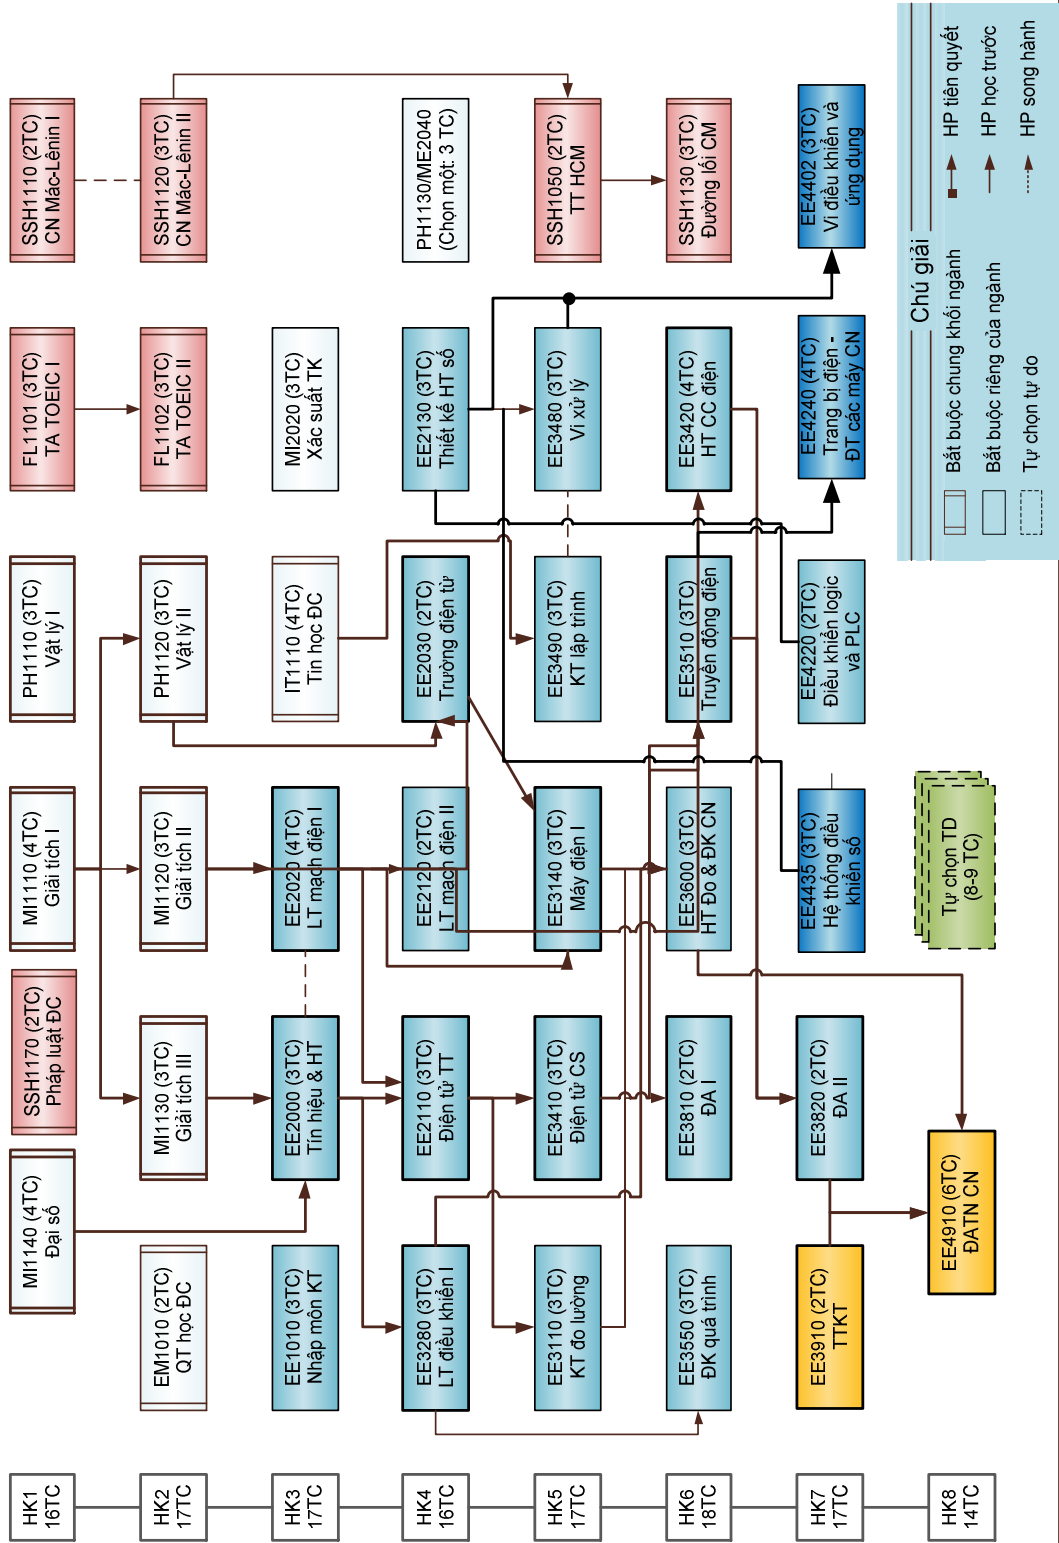 HK1
16TC
MI1140 (4TC)
Đại số
SSH1170 (2TC)
Pháp luật ĐC
MI1110 (4TC)
Giải tích I
PH1110 (3TC)
Vật lý I
FL1101 (3TC)
TA TOEIC I
SSH1110 (2TC)
CN Mác-Lênin I
HK2
17TC
EM1010 (2TC)
QT học ĐC
MI1130 (3TC)
Giải tích III
MI1120 (3TC)
Giải tích II
PH1120 (3TC)
Vật lý II
FL1102 (3TC)
TA TOEIC II
SSH1120 (3TC)
CN Mác-Lênin II
HK3
17TC
EE1010 (3TC)
Nhập môn KT
EE2000 (3TC)
Tín hiệu & HT
EE2020 (4TC)
LT mạch điện I
IT1110 (4TC)
Tin học ĐC
MI2020 (3TC)
Xác suất TK
HK4
16TC
EE3280 (3TC)
LT điều khiển I
EE2110 (3TC)
Điện tử TT
EE2120 (2TC)
LT mạch điện II
EE2030 (2TC)
Trường điện từ
EE2130 (3TC)
Thiết kế HT số
PH1130/ME2040
(Chọn một: 3 TC)
HK5
17TC
EE3110 (3TC)
KT đo lường
EE3410 (3TC)
Điện tử CS
EE3140 (3TC)
Máy điện I
EE3490 (3TC)
KT lập trình
EE3480 (3TC)
Vi xử lý
SSH1050 (2TC)
TT HCM
HK6
18TC
EE3550 (3TC)
ĐK quá trình
EE3810 (2TC)
ĐA I
EE3600 (3TC)
HT Đo & ĐK CN
EE3510 (3TC)
Truyền động điện
EE3420 (4TC)
HT CC điện
SSH1130 (3TC)
Đường lối CM
HK7
17TC
EE3910 (2TC)
TTKT
EE3820 (2TC)
ĐA II
EE4435 (3TC)
Hệ thống điều
khiển số
EE4220 (2TC)
Điều khiển logic
và PLC
EE4240 (4TC)
Trang bị điện -
ĐT các máy CN
EE4402 (3TC)
Vi điều khiển và
ứng dụng
HK8
14TC
EE4910 (6TC)
ĐATN CN
Tự chọn TD
(8-9 TC)
Chú giải
Bắt buộc chung khối ngành
HP tiên quyết
Bắt buộc riêng của ngành
HP học trước
Tự chọn tự do
HP song hành